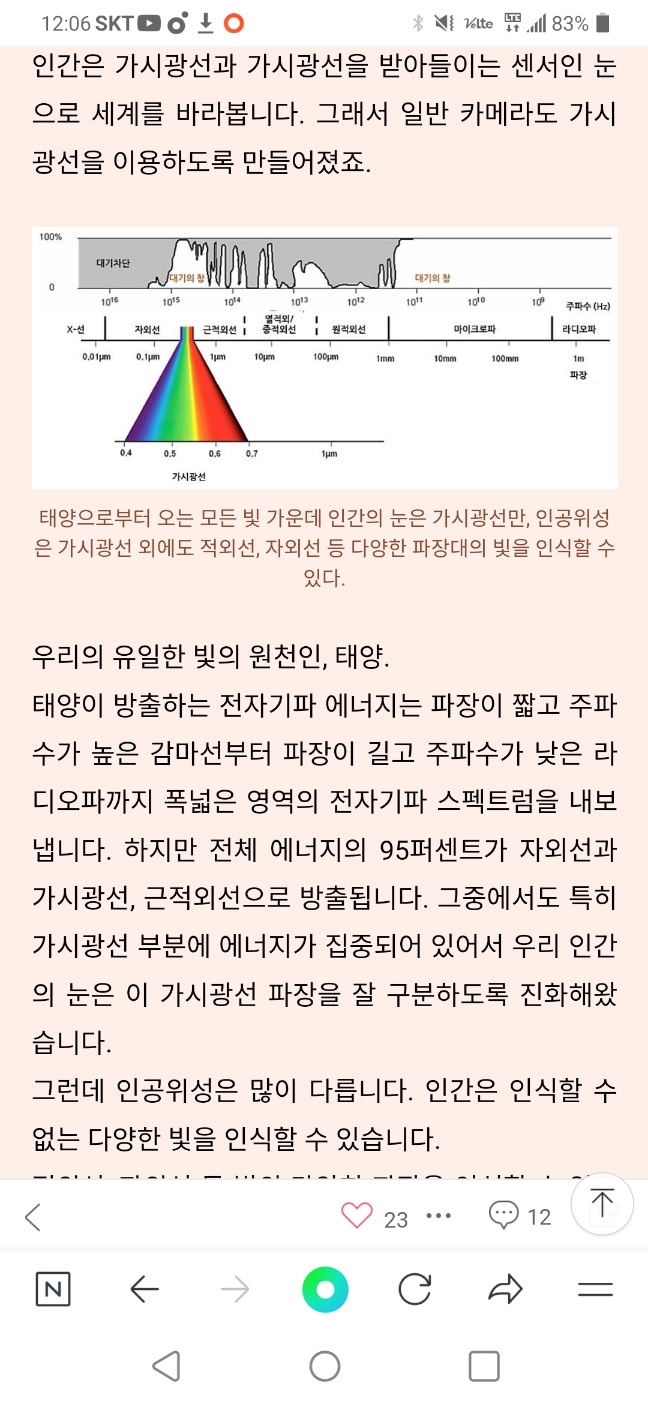 12:06 SKT Volte LTE 83%
인간은 가시광선과 가시광선을 받아들이는 센서인 눈
으로 세계를 바라봅니다. 그래서 일반 카메라도 가시
광선을 이용하도록 만들어졌죠.
100%
대기차단
대기의 창 대기의 창
0
10¹⁶ 10¹⁵ 10¹⁴ 10¹³ 10¹² 10¹¹ 10¹⁰ 10⁹ 주파수 (Hz)
X-선 자외선 근적외선 열적외/ 중적외선 원적외선 마이크로파 라디오파
0.01μm 0.1μm 1μm 10μm 100μm 1mm 10mm 100mm 1m
파장
0.4 0.5 0.6 0.7 1μm
가시광선
태양으로부터 오는 모든 빛 가운데 인간의 눈은 가시광선만, 인공위성
은 가시광선 외에도 적외선, 자외선 등 다양한 파장대의 빛을 인식할 수
있다.
우리의 유일한 빛의 원천인, 태양.
태양이 방출하는 전자기파 에너지는 파장이 짧고 주파
수가 높은 감마선부터 파장이 길고 주파수가 낮은 라
디오파까지 폭넓은 영역의 전자기파 스펙트럼을 내보
냅니다. 하지만 전체 에너지의 95퍼센트가 자외선과
가시광선, 근적외선으로 방출됩니다. 그중에서도 특히
가시광선 부분에 에너지가 집중되어 있어서 우리 인간
의 눈은 이 가시광선 파장을 잘 구분하도록 진화해왔
습니다.
그런데 인공위성은 많이 다릅니다. 인간은 인식할 수
없는 다양한 빛을 인식할 수 있습니다.
23 12
N